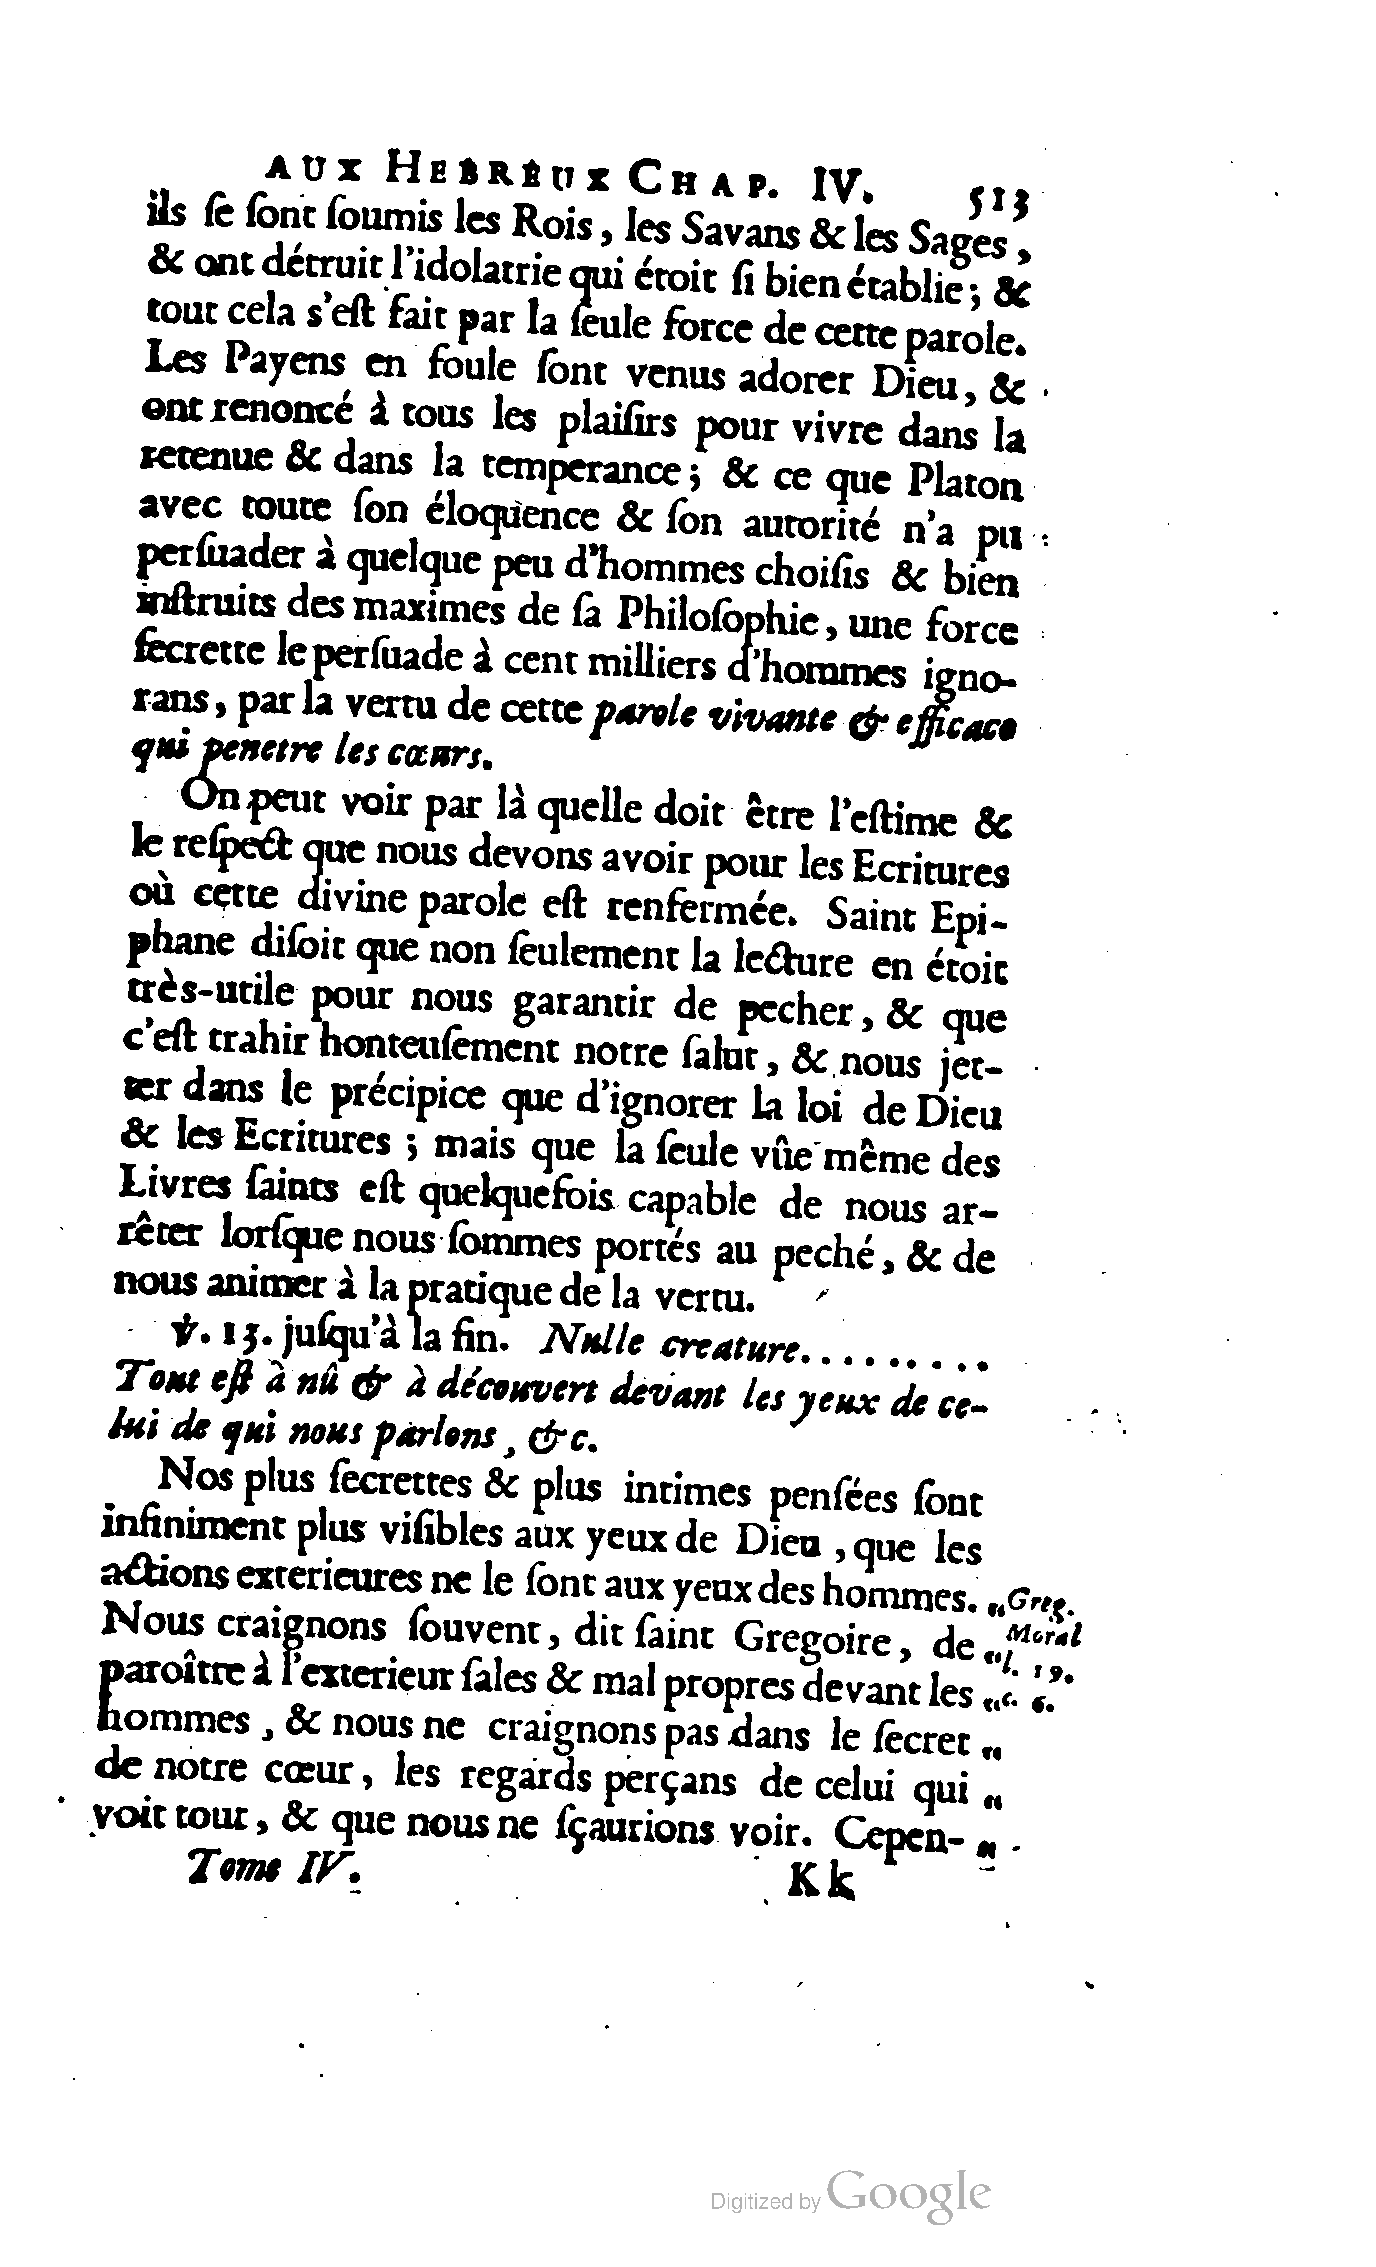 AUX HEBREUX CHAP. IV. 513
ils ſe ſont ſoumis les Rois, les Savans & les Sages,
& ont détruit l'idolatrie qui étoit ſi bien établie; &
tout cela s'eſt fait par la ſeule force de cette parole.
Les Payens en foule ſont venus adorer Dieu, &
ont renoncé à tous les plaiſirs pour vivre dans la
retenue & dans la temperance; & ce que Platon
avec toute ſon éloquence & ſon autorité n'a pu
perſuader à quelque peu d'hommes choiſis & bien
inſtruits des maximes de ſa Philoſophie, une force
ſecrette le perſuade à cent milliers d'hommes igno-
rans, par la vertu de cette parole vivante & efficace
qui penetre les cœurs.
On peut voir par là quelle doit être l'eſtime &
le reſpect que nous devons avoir pour les Ecritures
où cette divine parole eſt renfermée. Saint Epi-
phane diſoit que non ſeulement la lecture en étoit
très-utile pour nous garantir de pecher, & que
c'eſt trahir honteuſement notre ſalut, & nous jet-
ter dans le précipice que d'ignorer la loi de Dieu
& les Ecritures ; mais que la ſeule vûe même des
Livres ſaints eſt quelquefois capable de nous ar-
rêter lorſque nous ſommes portés au peché, & de
nous animer à la pratique de la vertu.
℣. 13. juſqu'à la fin. Nulle creature..........
Tout eſt à nû & à découvert devant les yeux de ce-
lui de qui nous parlons, &c.
Nos plus ſecrettes & plus intimes penſées ſont
infiniment plus viſibles aux yeux de Dieu, que les
actions exterieures ne le ſont aux yeux des hommes. „ Greg.
Nous craignons ſouvent, dit ſaint Gregoire, de „ Moral
paroître à l'exterieur ſales & mal propres devant les „ l. 19. c. 6.
hommes, & nous ne craignons pas dans le ſecret „
de notre cœur, les regards perçans de celui qui „
voit tout, & que nous ne ſçaurions voir. Cepen- „
Tome IV. Kk
Digitized by Google